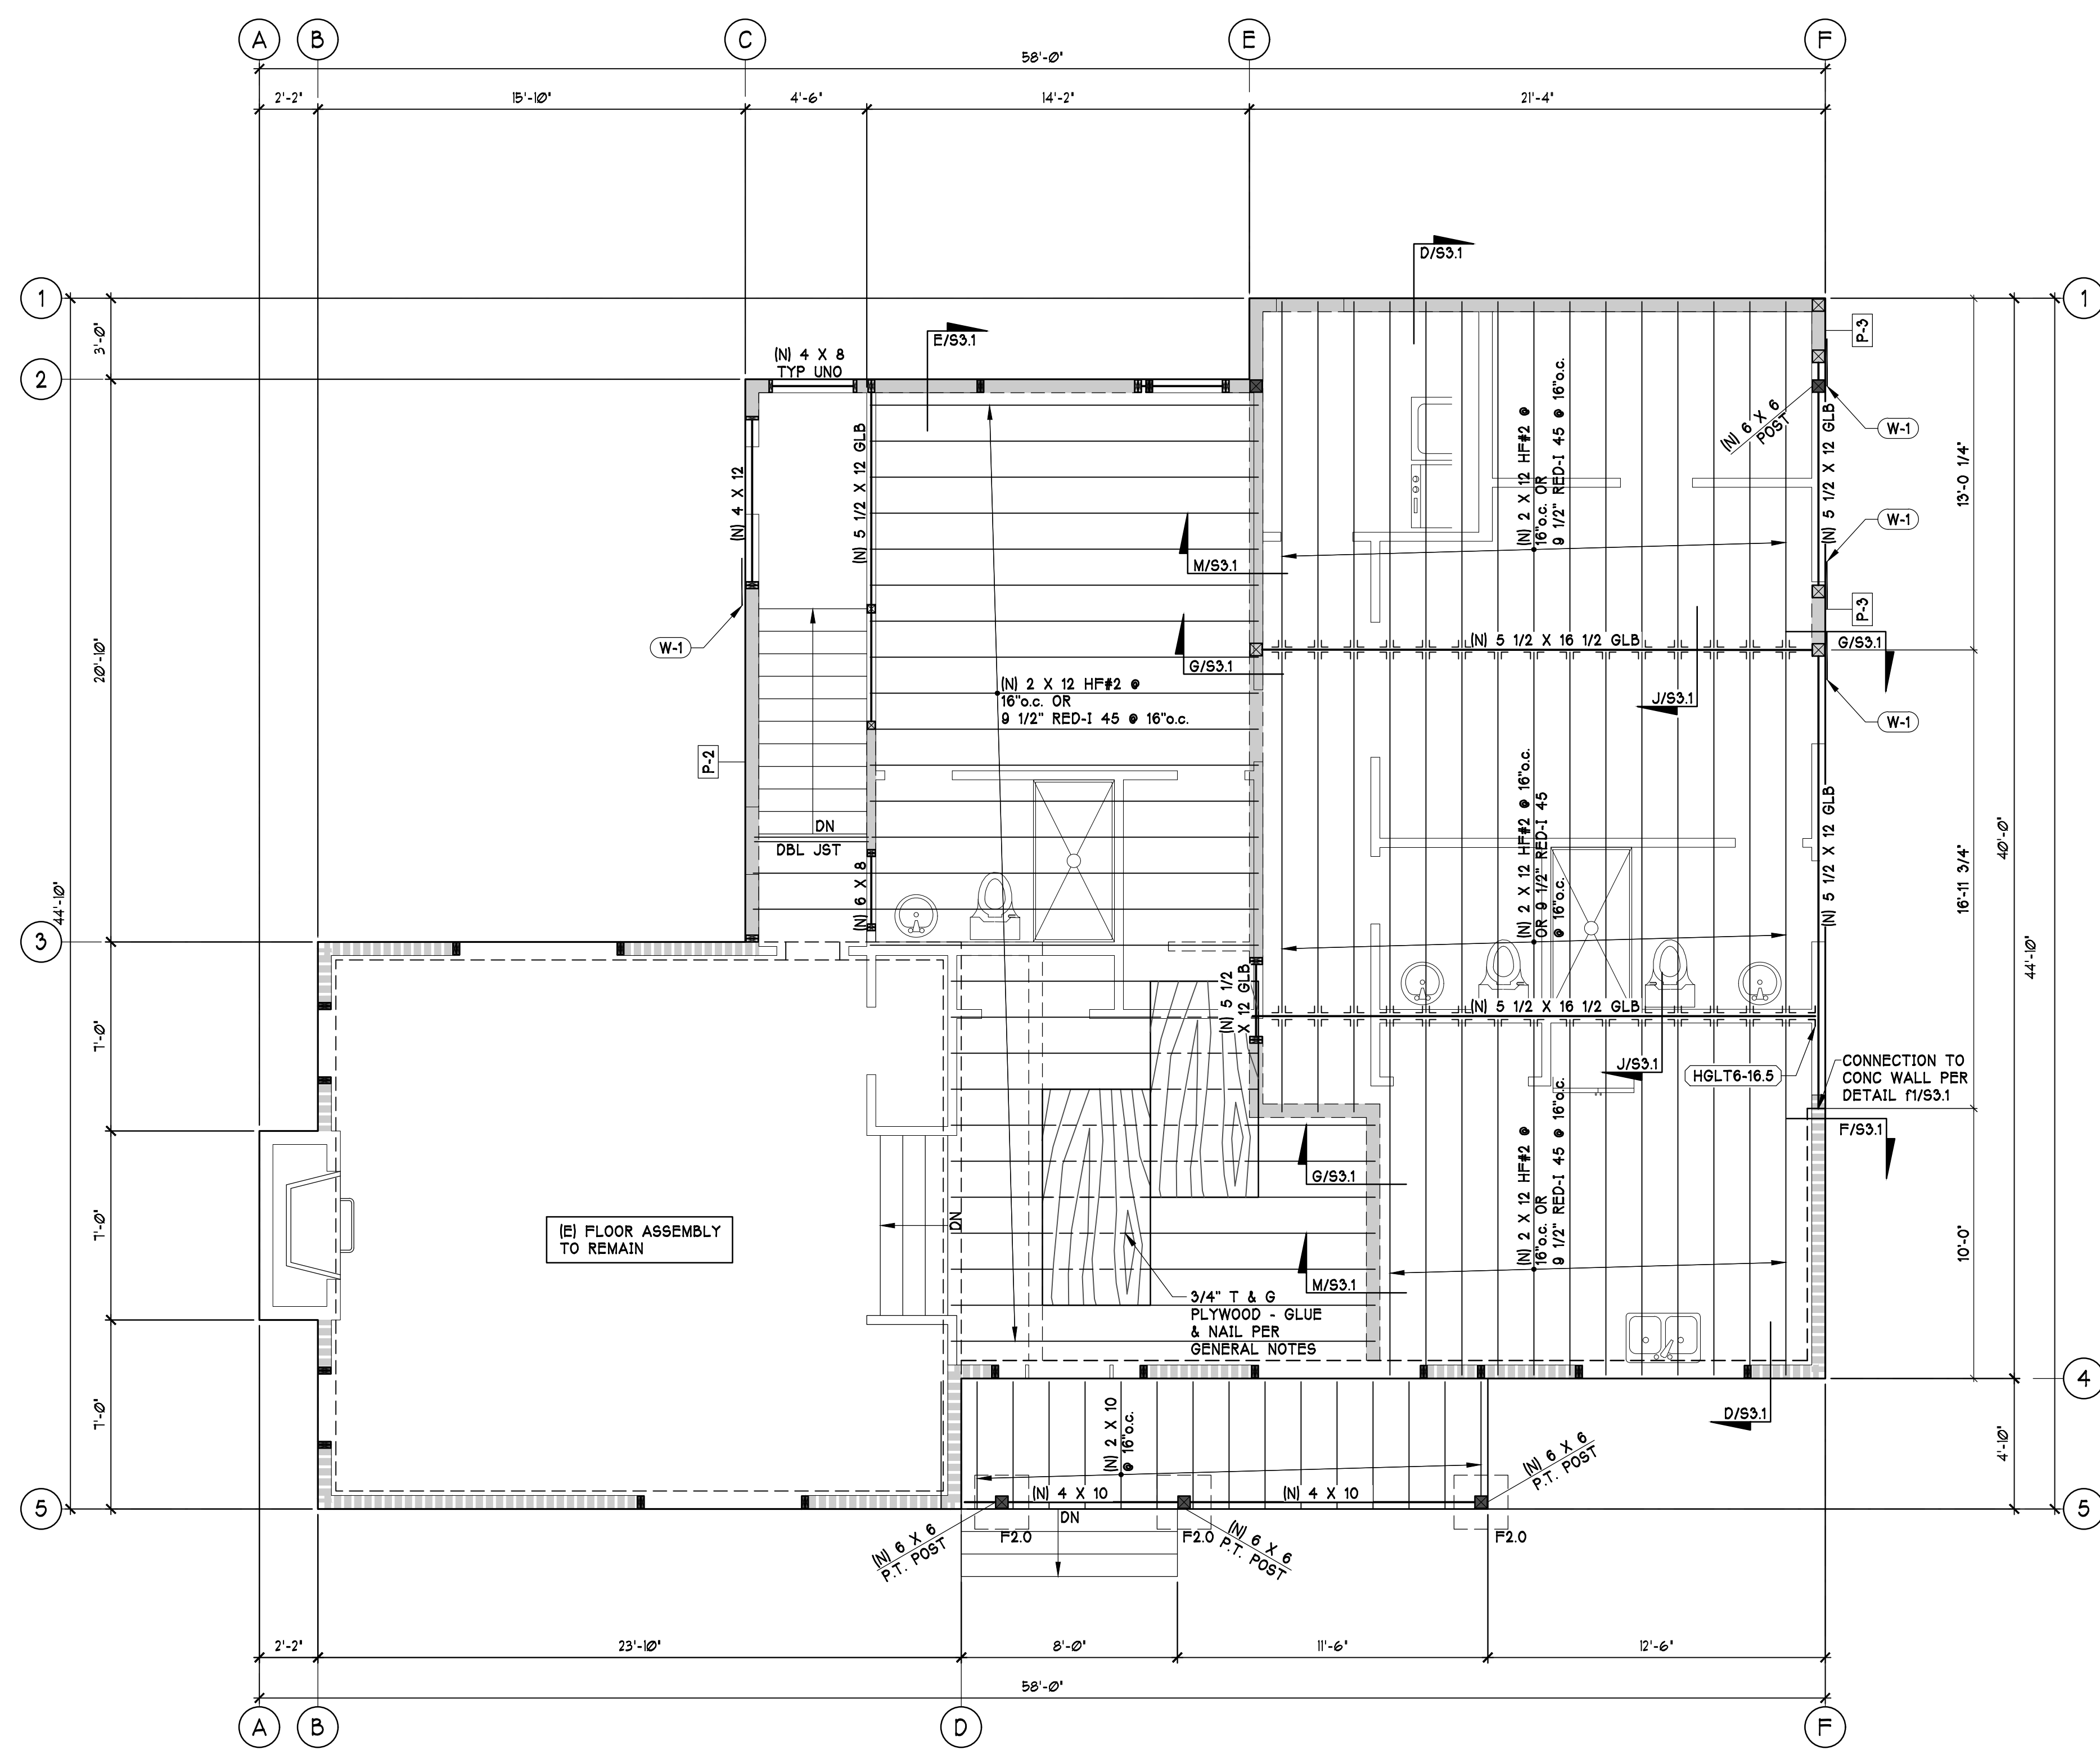 A
B
C
E
F
58'-0"
2'-2"
15'-10"
4'-6"
14'-2"
21'-4"
D/S3.1
1
1
3'-0"
E/S3.1
P-3
(N) 4 X 8
TYP UNO
2
(N) 6 X 6
POST
W-1
(N) 4 X 12
(N) 5 1/2 X 12 GLB
(N) 2 X 12 HF#2 @
16"o.c. OR
9 1/2" RED-I 45 @ 16"o.c.
(N) 5 1/2 X 12 GLB
13'-0 1/4"
W-1
M/S3.1
P-3
W-1
20'-10"
G/S3.1
(N) 5 1/2 X 16 1/2 GLB
G/S3.1
(N) 2 X 12 HF#2 @
16"o.c. OR
9 1/2" RED-I 45 @ 16"o.c.
J/S3.1
W-1
P-2
DN
DBL JST
(N) 6 X 8
(N) 2 X 12 HF#2 @ 16"o.c.
OR 9 1/2" RED-I 45
@ 16"o.c.
(N) 5 1/2 X 12 GLB
16'-11 3/4"
40'-0"
44'-10"
44'-10"
3
(N) 5 1/2
X 12 GLB
(N) 5 1/2 X 16 1/2 GLB
7'-0"
J/S3.1
HGLT6-16.5
CONNECTION TO
CONC WALL PER
DETAIL f1/S3.1
F/S3.1
G/S3.1
(N) 2 X 12 HF#2 @
16"o.c. OR
9 1/2" RED-I 45 @ 16"o.c.
7'-0"
(E) FLOOR ASSEMBLY
TO REMAIN
DN
10'-0"
M/S3.1
3/4" T & G
PLYWOOD - GLUE
& NAIL PER
GENERAL NOTES
4
7'-0"
D/S3.1
4'-10"
(N) 2 X 10
@ 16"o.c.
(N) 6 X 6
P.T. POST
(N) 4 X 10
(N) 4 X 10
5
5
DN
(N) 6 X 6
P.T. POST
F2.0
F2.0
(N) 6 X 6
P.T. POST
F2.0
2'-2"
23'-10"
8'-0"
11'-6"
12'-6"
58'-0"
A
B
D
F